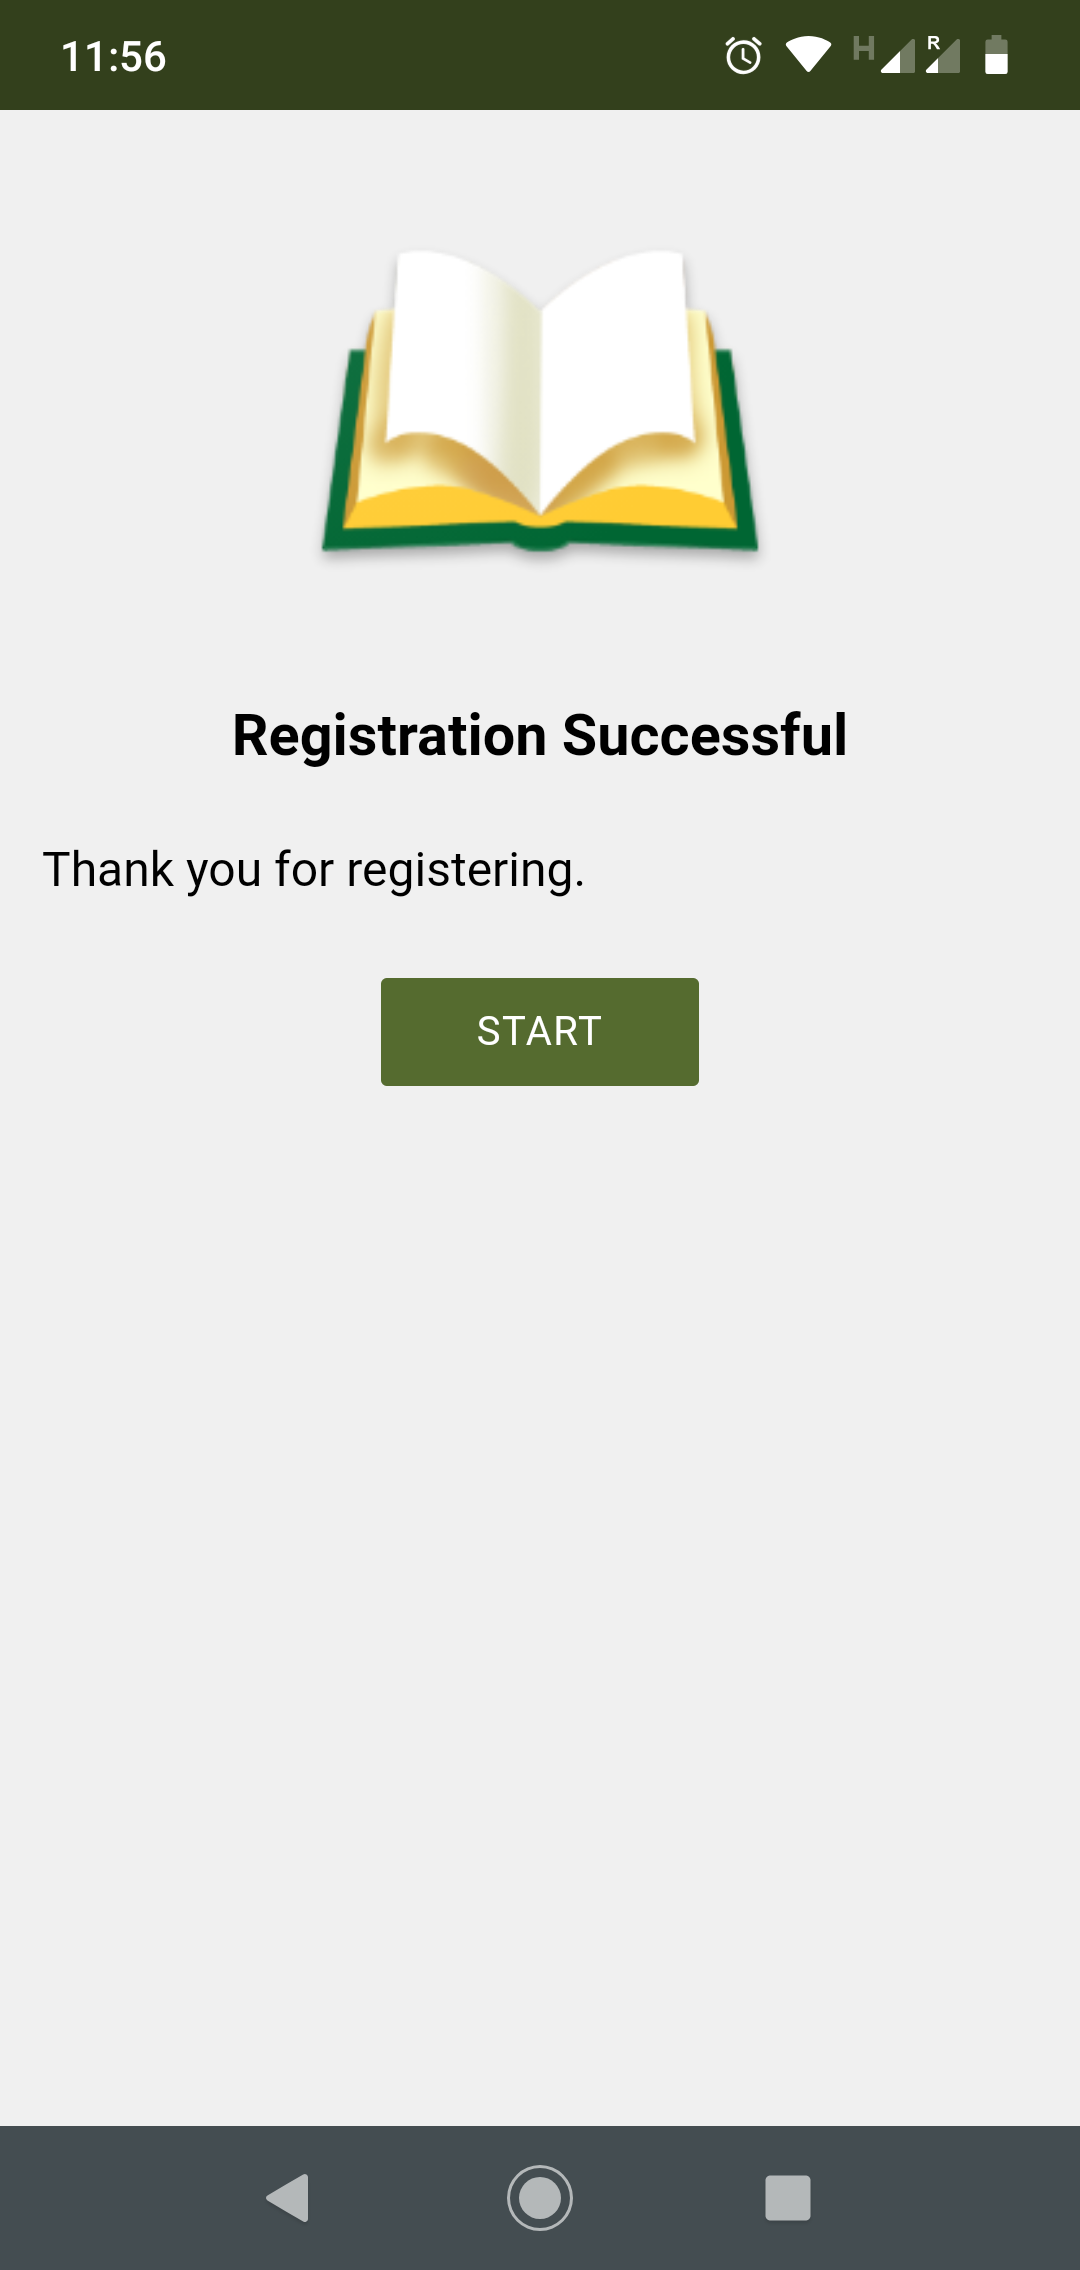 11:56
H R
Registration Successful
Thank you for registering.
START